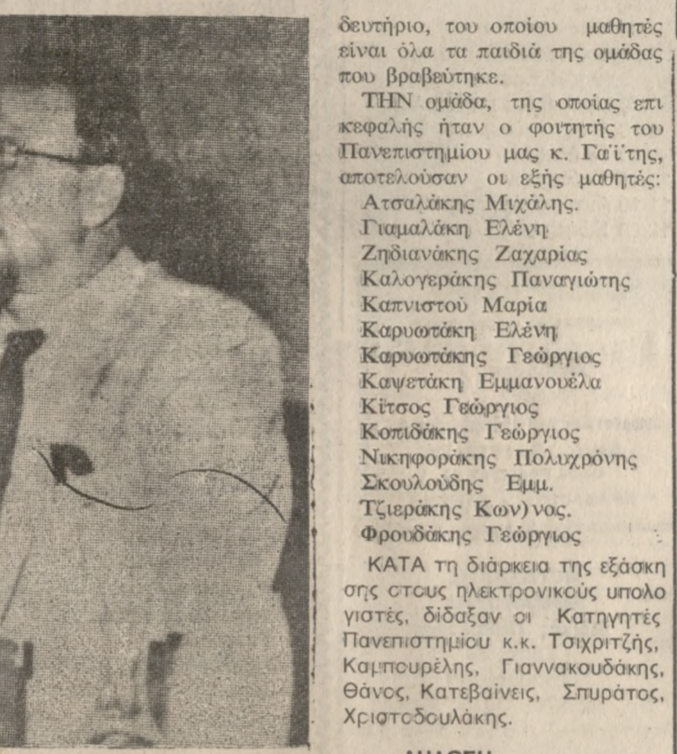 δευτήριο, του οποίου μαθητές
είναι όλα τα παιδιά της ομάδας
που βραβεύτηκε.
ΤΗΝ ομάδα, της οποίας επι
κεφαλής ήταν ο φοιτητής του
Πανεπιστημίου μας κ. Γαΐτης,
αποτελούσαν οι εξής μαθητές:
Ατσαλάκης Μιχάλης.
Γιαμαλάκη Ελένη
Ζηδιανάκης Ζαχαρίας
Καλογεράκης Παναγιώτης
Καπνιστού Μαρία
Καρυωτάκη Ελένη
Καρυωτάκης Γεώργιος
Καψετάκη Εμμανουέλα
Κίτσος Γεώργιος
Κοπιδάκης Γεώργιος
Νικηφοράκης Πολυχρόνης
Σκουλούδης Εμμ.
Τζιεράκης Κων)νος.
Φρουδάκης Γεώργιος
ΚΑΤΑ τη διάρκεια της εξάσκη
σης στους ηλεκτρονικούς υπολο
γιστές, δίδαξαν οι Κατηγητές
Πανεπιστημίου κ.κ. Τσιχριτζής,
Καμπουρέλης, Γιαννακουδάκης,
Θάνος, Κατεβαίνεις, Σπυράτος,
Χριστοδουλάκης.